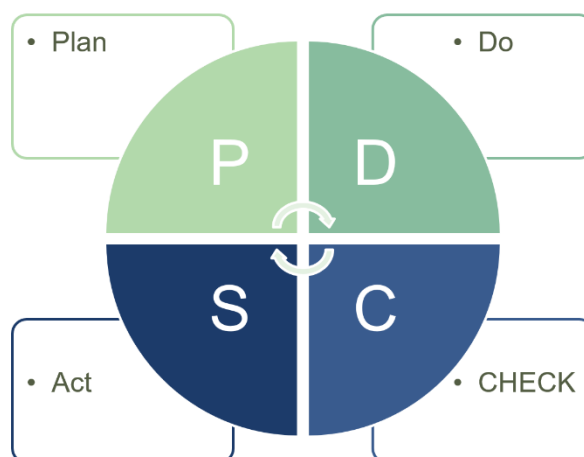 • Plan
• Do
P
D
S
C
• Act
• CHECK